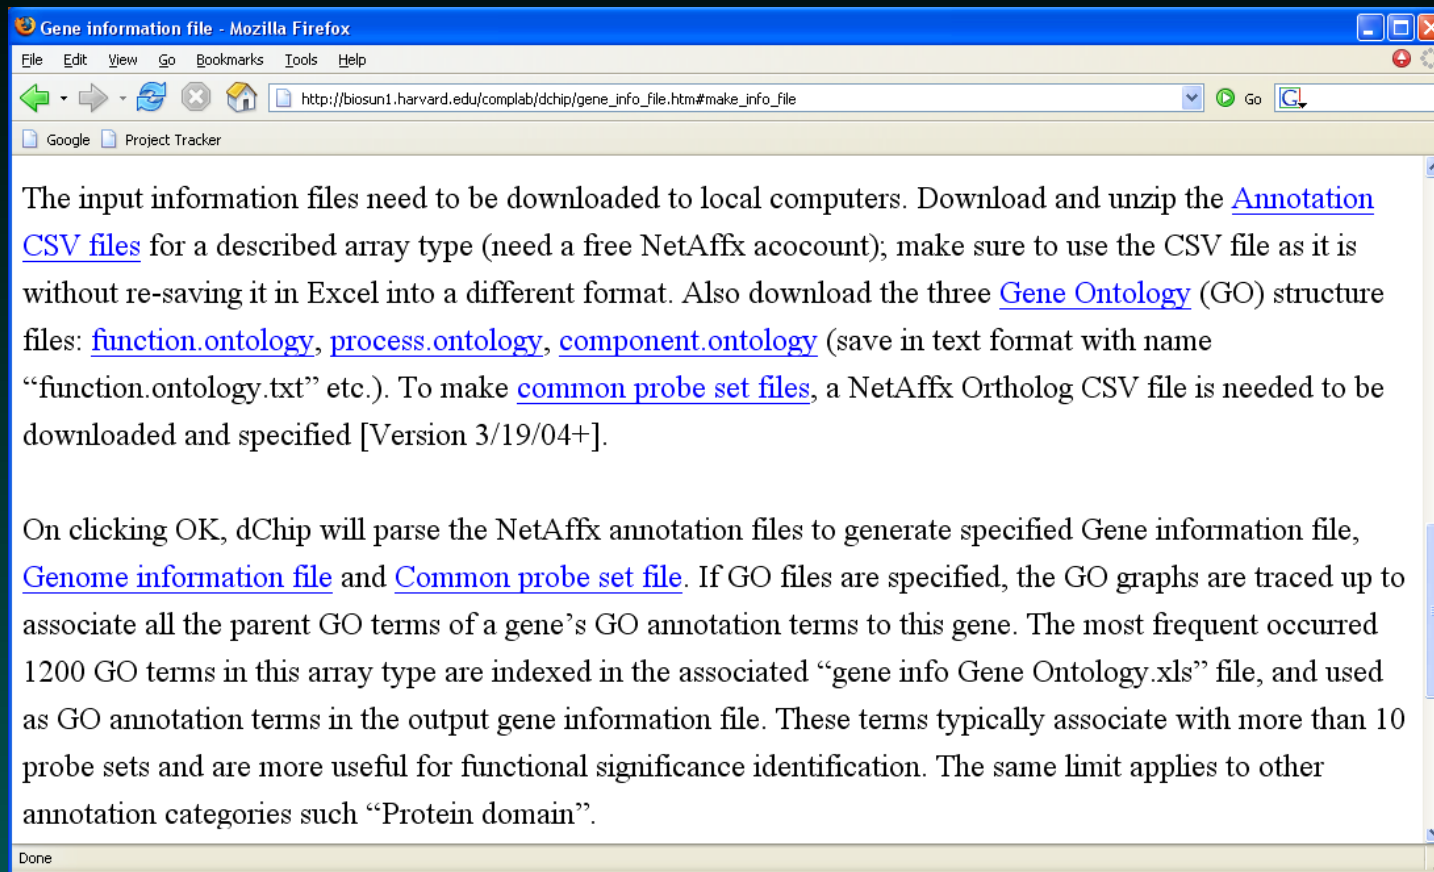 Gene information file - Mozilla Firefox
File Edit View Go Bookmarks Tools Help
http://biosun1.harvard.edu/complab/dchip/gene_info_file.htm#make_info_file Go G
Google Project Tracker
The input information files need to be downloaded to local computers. Download and unzip the Annotation
CSV files for a described array type (need a free NetAffx acocount); make sure to use the CSV file as it is
without re-saving it in Excel into a different format. Also download the three Gene Ontology (GO) structure
files: function.ontology, process.ontology, component.ontology (save in text format with name
“function.ontology.txt” etc.). To make common probe set files, a NetAffx Ortholog CSV file is needed to be
downloaded and specified [Version 3/19/04+].
On clicking OK, dChip will parse the NetAffx annotation files to generate specified Gene information file,
Genome information file and Common probe set file. If GO files are specified, the GO graphs are traced up to
associate all the parent GO terms of a gene’s GO annotation terms to this gene. The most frequent occurred
1200 GO terms in this array type are indexed in the associated “gene info Gene Ontology.xls” file, and used
as GO annotation terms in the output gene information file. These terms typically associate with more than 10
probe sets and are more useful for functional significance identification. The same limit applies to other
annotation categories such “Protein domain”.
Done